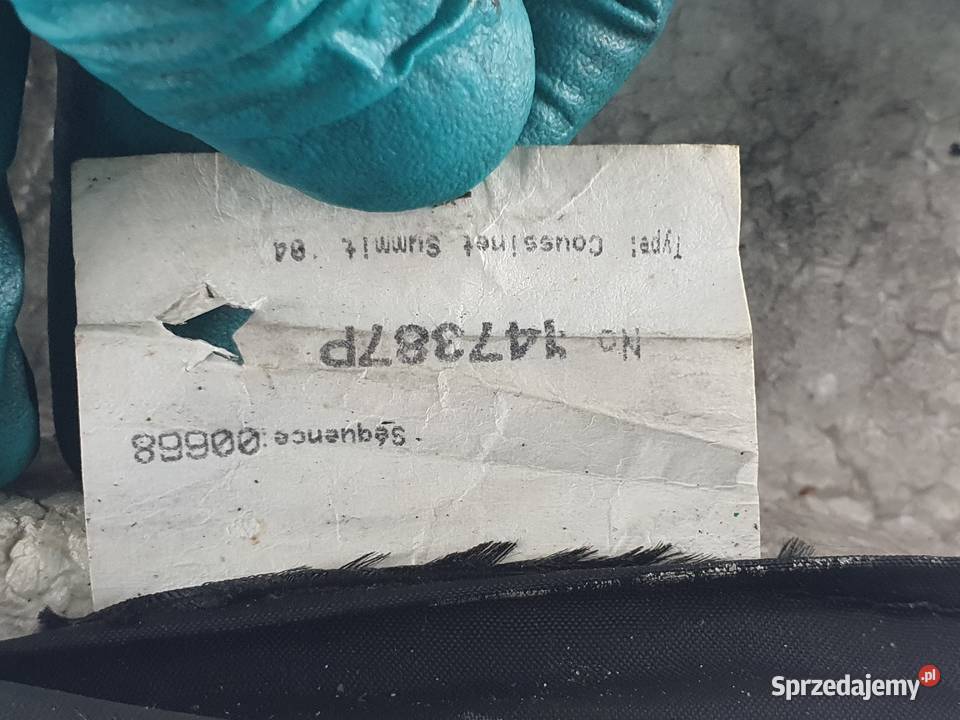 Séquence: 00668
No 147387P
Type: Coussinet Summit '04
Sprzedajemy.pl